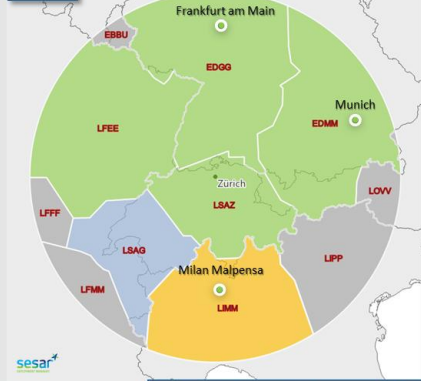 Frankfurt am Main
EBBU
EDGG
Munich
LFEE
EDMM
Zürich
LOVV
LSAZ
LFFF
LSAG
LIPP
Milan Malpensa
LFMM
LIMM
sesar